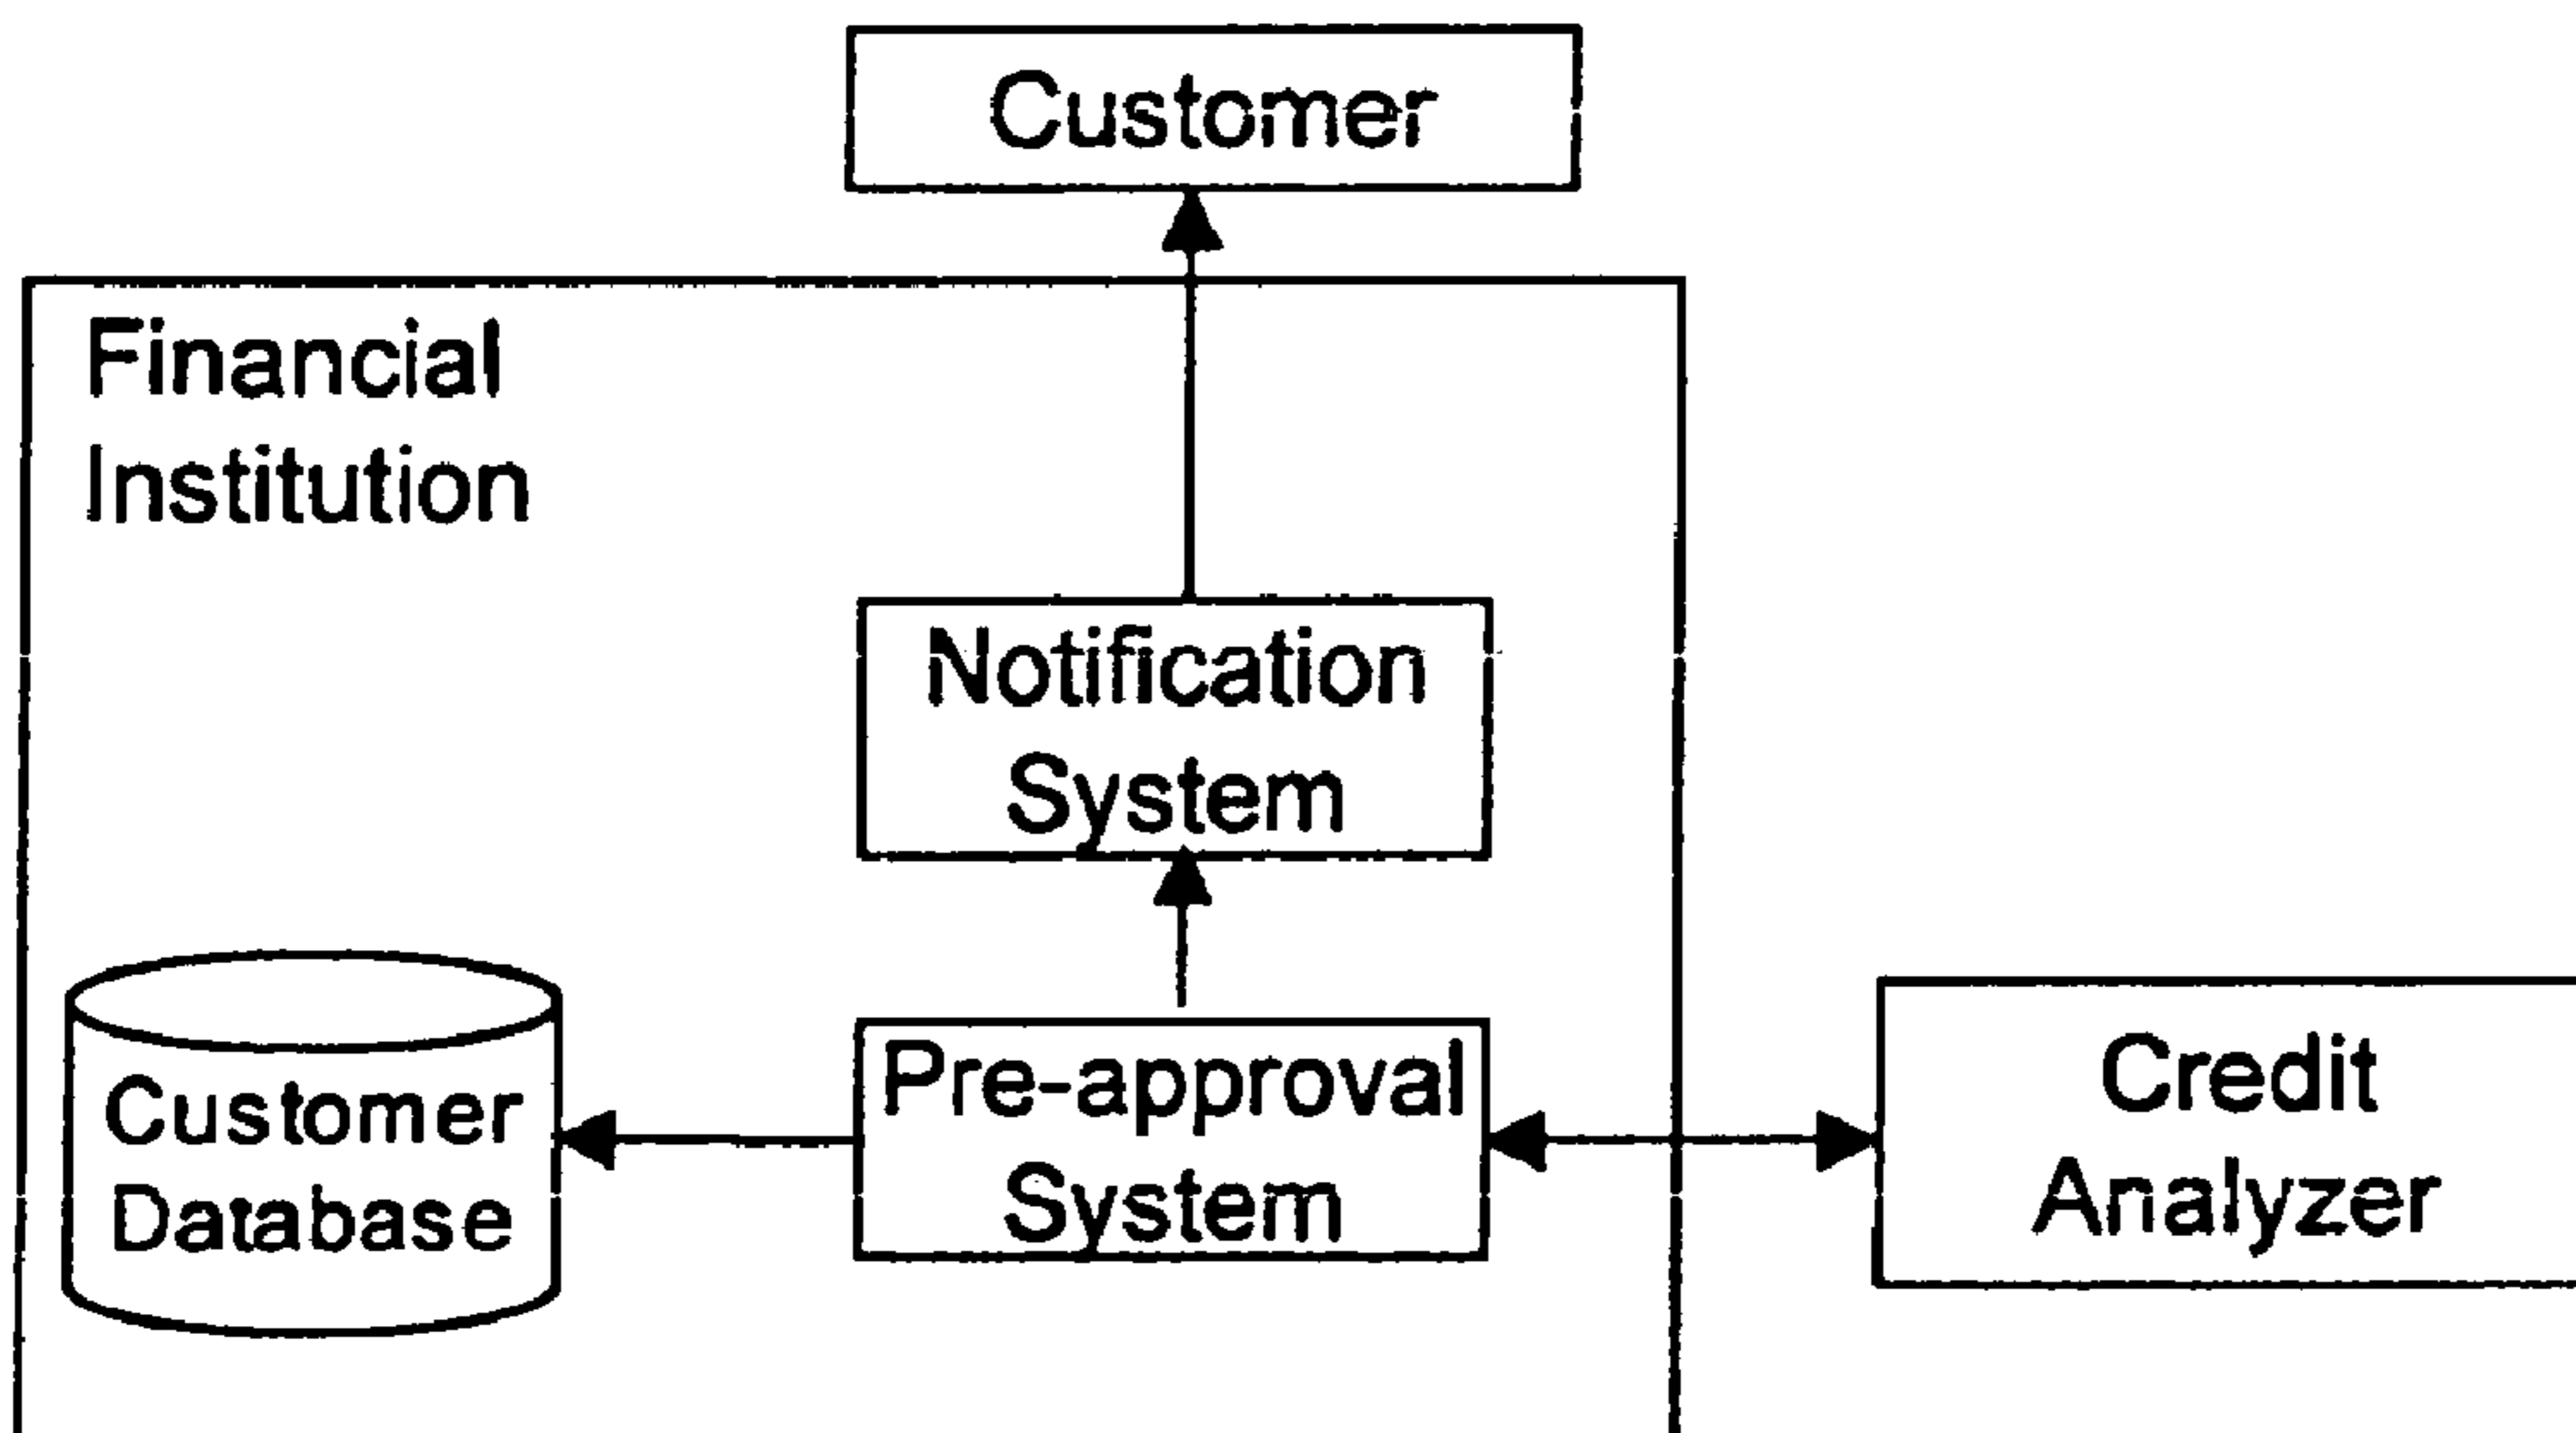 Customer
Financial
Institution
Notification
System
Customer
Database
Pre-approval
System
Credit
Analyzer